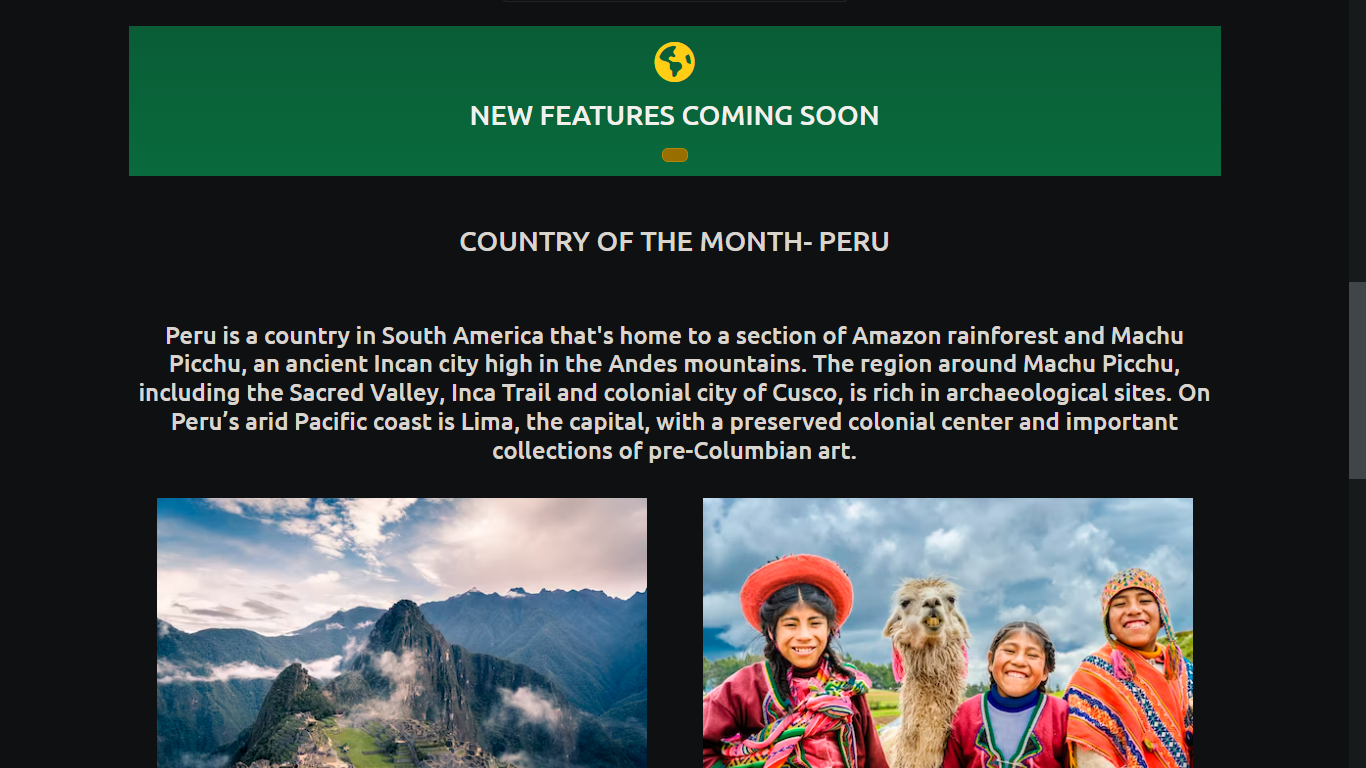 NEW FEATURES COMING SOON
COUNTRY OF THE MONTH- PERU
Peru is a country in South America that's home to a section of Amazon rainforest and Machu
Picchu, an ancient Incan city high in the Andes mountains. The region around Machu Picchu,
including the Sacred Valley, Inca Trail and colonial city of Cusco, is rich in archaeological sites. On
Peru’s arid Pacific coast is Lima, the capital, with a preserved colonial center and important
collections of pre-Columbian art.